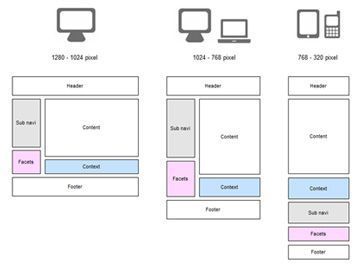 1280 - 1024 pixel
Header
Sub navi
Content
Facets
Context
Footer
1024 - 768 pixel
Header
Sub navi
Content
Facets
Context
Footer
768 - 320 pixel
Header
Content
Context
Sub navi
Facets
Footer